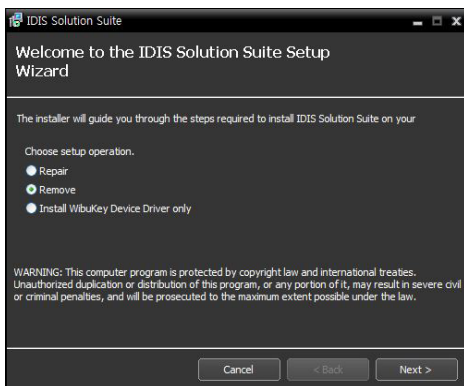 IDIS Solution Suite
Welcome to the IDIS Solution Suite Setup
Wizard
The installer will guide you through the steps required to install IDIS Solution Suite on your
Choose setup operation.
Repair
Remove
Install WibuKey Device Driver only
WARNING: This computer program is protected by copyright law and international treaties.
Unauthorized duplication or distribution of this program, or any portion of it, may result in severe civil
or criminal penalties, and will be prosecuted to the maximum extent possible under the law.
Cancel
< Back
Next >